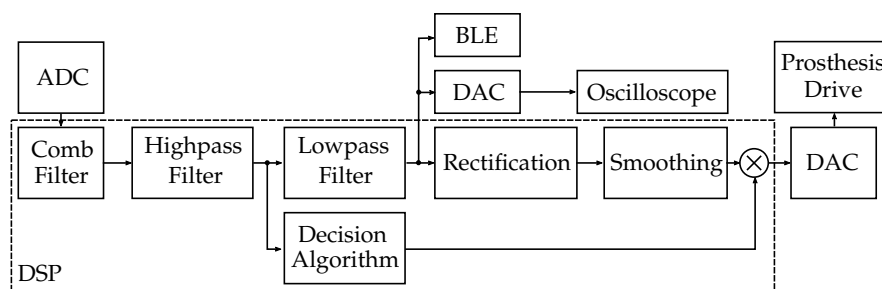 BLE
ADC
DAC
Oscilloscope
Prosthesis
Drive
Comb
Filter
Highpass
Filter
Lowpass
Filter
Rectification
Smoothing
DAC
Decision
Algorithm
DSP